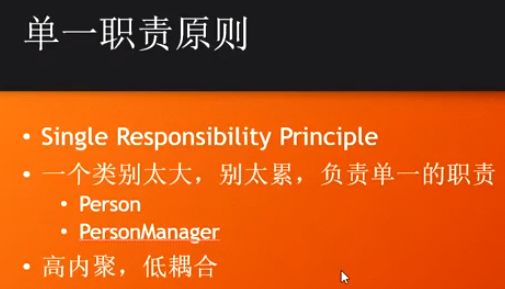 单一职责原则
• Single Responsibility Principle
• 一个类别太大，别太累，负责单一的职责
• Person
• PersonManager
• 高内聚，低耦合